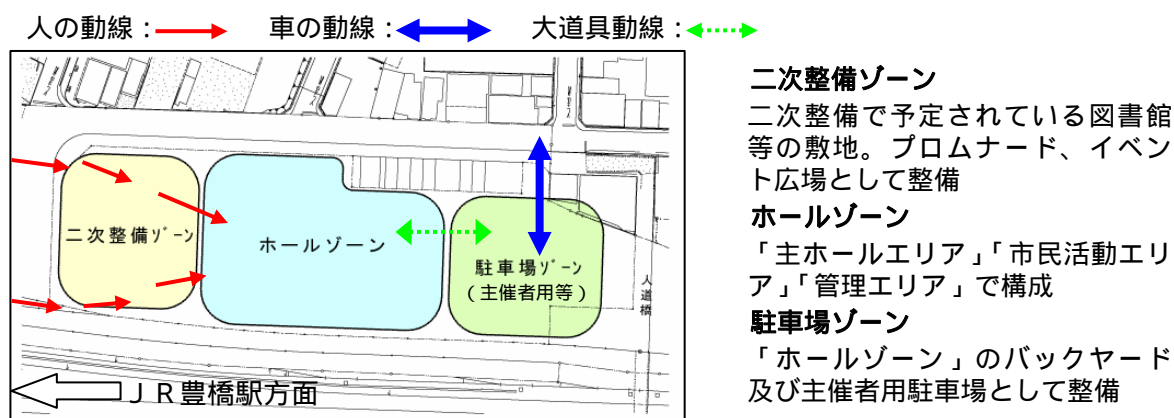 人の動線： 車の動線： 大道具動線：
二次整備ｿﾞｰﾝ
ホールゾーン
駐車場ｿﾞｰﾝ
（主催者用等）
人道橋
ＪＲ豊橋駅方面
二次整備ゾーン
二次整備で予定されている図書館
等の敷地。プロムナード、イベン
ト広場として整備
ホールゾーン
「主ホールエリア」「市民活動エリ
ア」「管理エリア」で構成
駐車場ゾーン
「ホールゾーン」のバックヤード
及び主催者用駐車場として整備